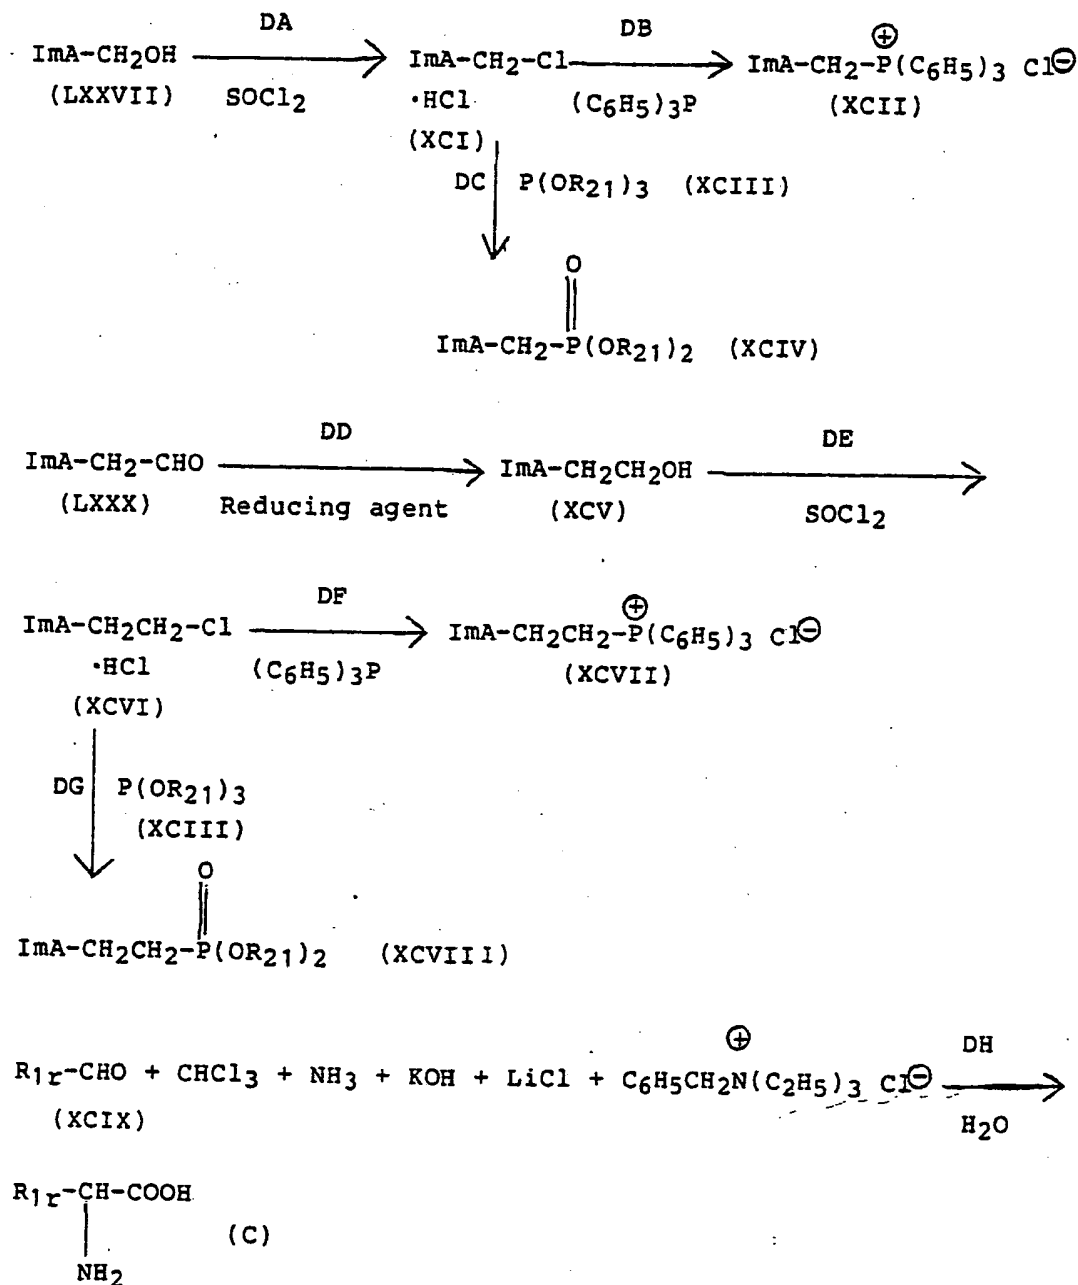 DA DB
ImA-CH2OH ImA-CH2-Cl ImA-CH2-P(C6H5)3 Cl⊖
⊕
(LXXVII) SOCl2 ·HCl (C6H5)3P (XCII)
(XCI)
DC P(OR21)3 (XCIII)
O
ImA-CH2-P(OR21)2 (XCIV)
DD DE
ImA-CH2-CHO ImA-CH2CH2OH
(LXXX) Reducing agent (XCV) SOCl2
DF ⊕
ImA-CH2CH2-Cl ImA-CH2CH2-P(C6H5)3 Cl⊖
·HCl (C6H5)3P (XCVII)
(XCVI)
DG P(OR21)3
(XCIII)
O
ImA-CH2CH2-P(OR21)2 (XCVIII)
⊕ DH
R1r-CHO + CHCl3 + NH3 + KOH + LiCl + C6H5CH2N(C2H5)3 Cl⊖
(XCIX) H2O
R1r-CH-COOH
(C)
NH2